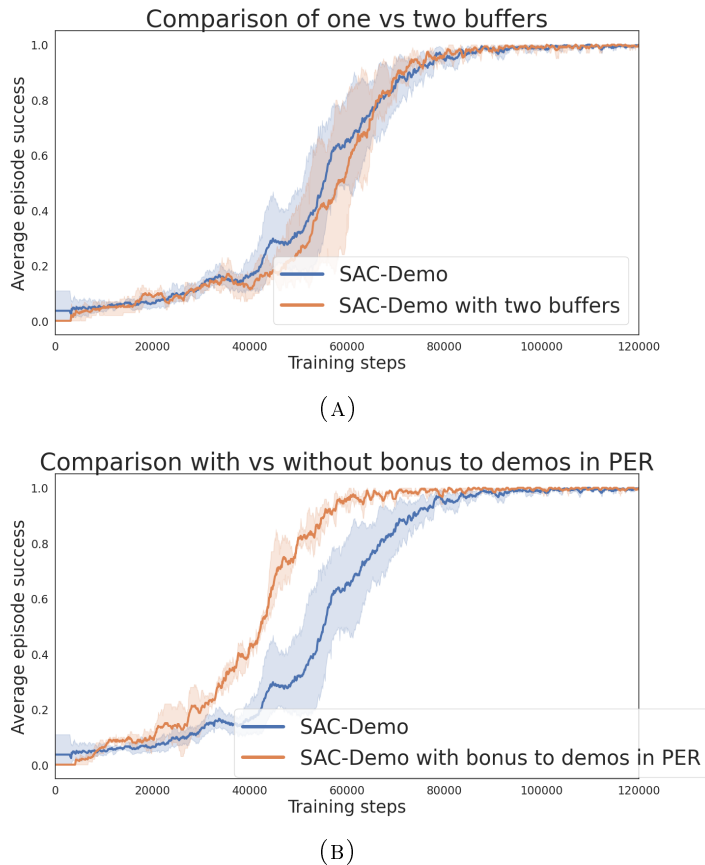 Comparison of one vs two buffers
Average episode success
1.0
0.8
0.6
0.4
0.2
0.0
SAC-Demo
SAC-Demo with two buffers
0 20000 40000 60000 80000 100000 120000
Training steps
(A)
Comparison with vs without bonus to demos in PER
Average episode success
1.0
0.8
0.6
0.4
0.2
0.0
SAC-Demo
SAC-Demo with bonus to demos in PER
0 20000 40000 60000 80000 100000 120000
Training steps
(B)